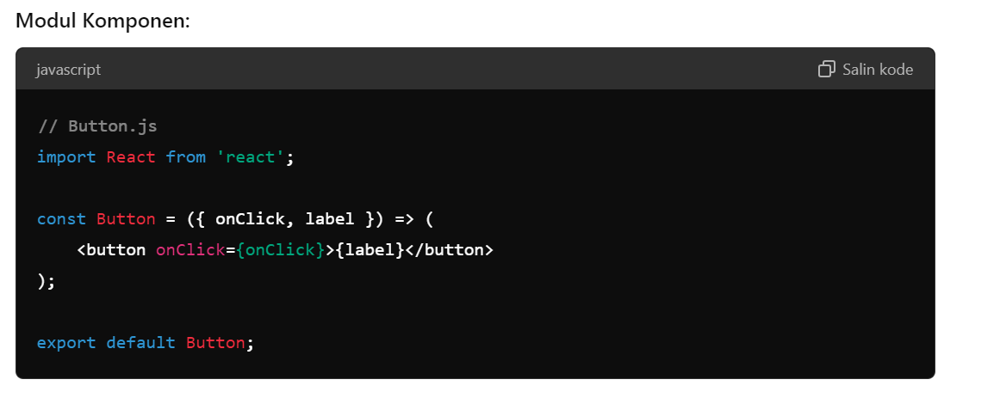 Modul Komponen:
javascript
Salin kode
// Button.js
import React from 'react';
const Button = ({ onClick, label }) => (
    <button onClick={onClick}>{label}</button>
);
export default Button;